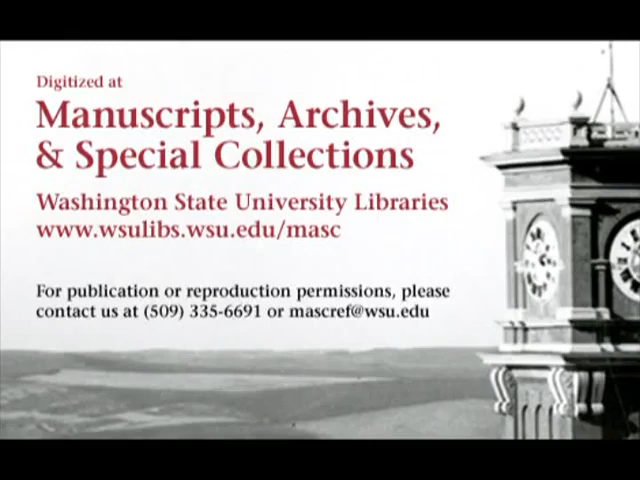 Digitized at
Manuscripts, Archives,
& Special Collections
Washington State University Libraries
www.wsulibs.wsu.edu/masc
For publication or reproduction permissions, please
contact us at (509) 335-6691 or mascref@wsu.edu